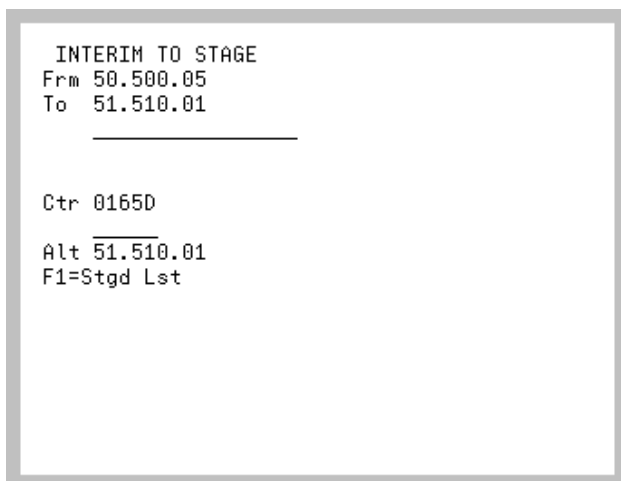 INTERIM TO STAGE
Frm 50.500.05
To 51.510.01
Ctr 0165D
Alt 51.510.01
F1=Stgd Lst